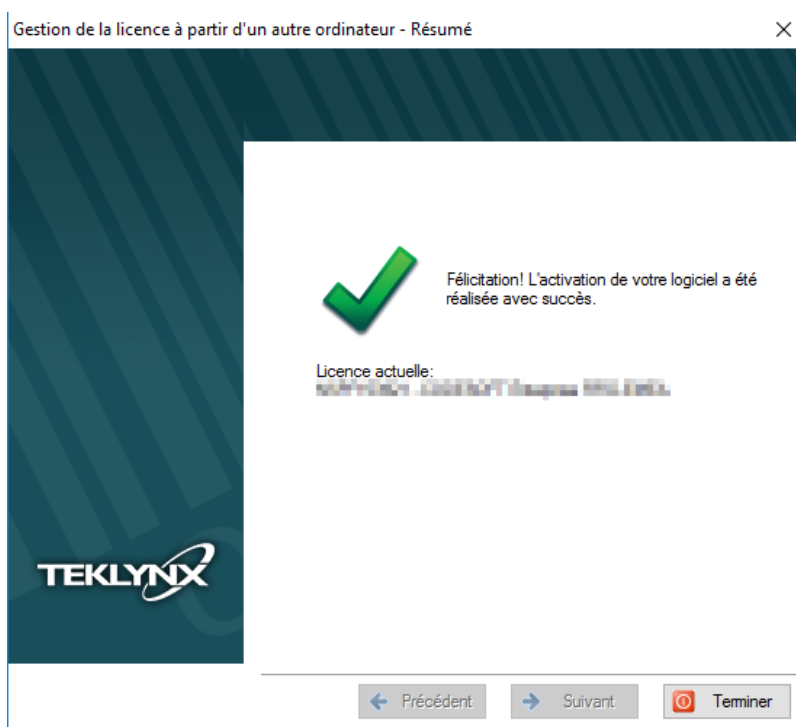 Gestion de la licence à partir d'un autre ordinateur - Résumé
Félicitation! L'activation de votre logiciel a été
réalisée avec succès.
Licence actuelle:
TEKLYNX
Précédent
Suivant
Terminer